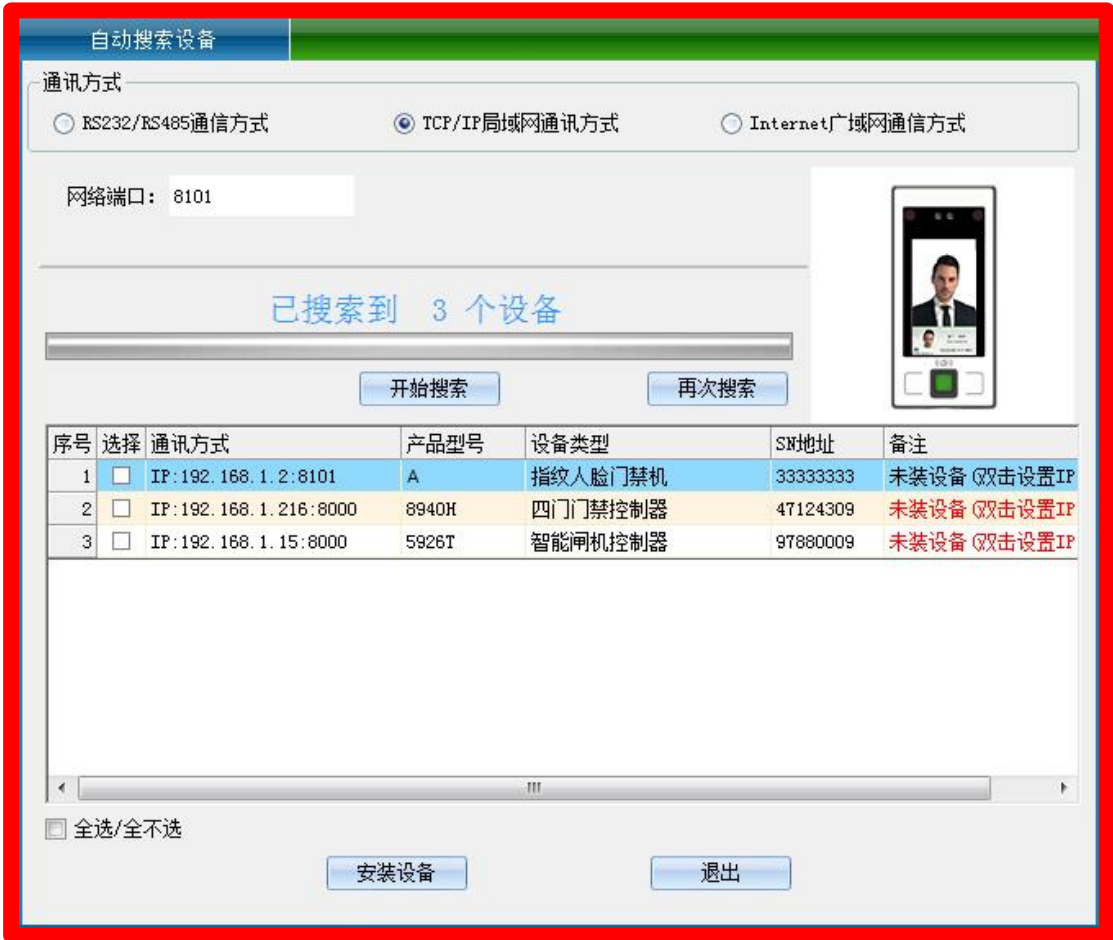 自动搜索设备
通讯方式
RS232/RS485通信方式 TCP/IP局域网通讯方式 Internet广域网通信方式
网络端口: 8101
已搜索到 3 个设备
开始搜索 再次搜索
序号 选择 通讯方式 产品型号 设备类型 SN地址 备注
1 IP:192.168.1.2:8101 A 指纹人脸门禁机 33333333 未装设备(双击设置IP
2 IP:192.168.1.216:8000 8940H 四门门禁控制器 47124309 未装设备(双击设置IP
3 IP:192.168.1.15:8000 5926T 智能闸机控制器 97880009 未装设备(双击设置IP
全选/全不选
安装设备 退出